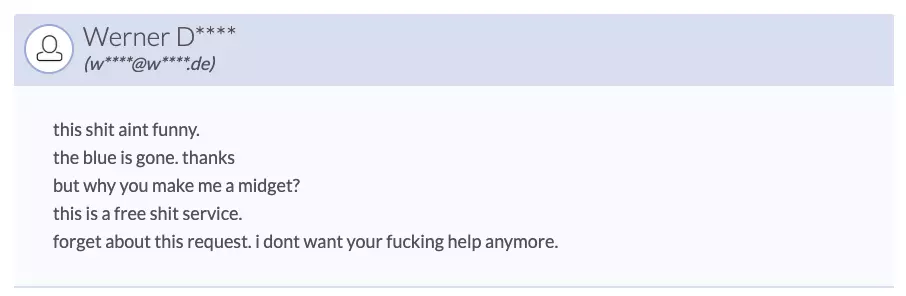 Werner D****
(w****@w****.de)
this shit aint funny.
the blue is gone. thanks
but why you make me a midget?
this is a free shit service.
forget about this request. i dont want your fucking help anymore.